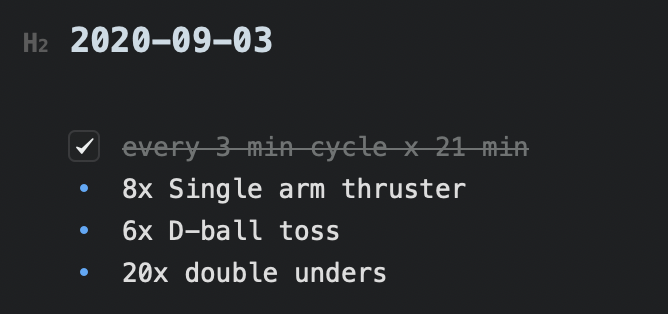 H2 2020-09-03
every 3 min cycle x 21 min
8x Single arm thruster
6x D-ball toss
20x double unders